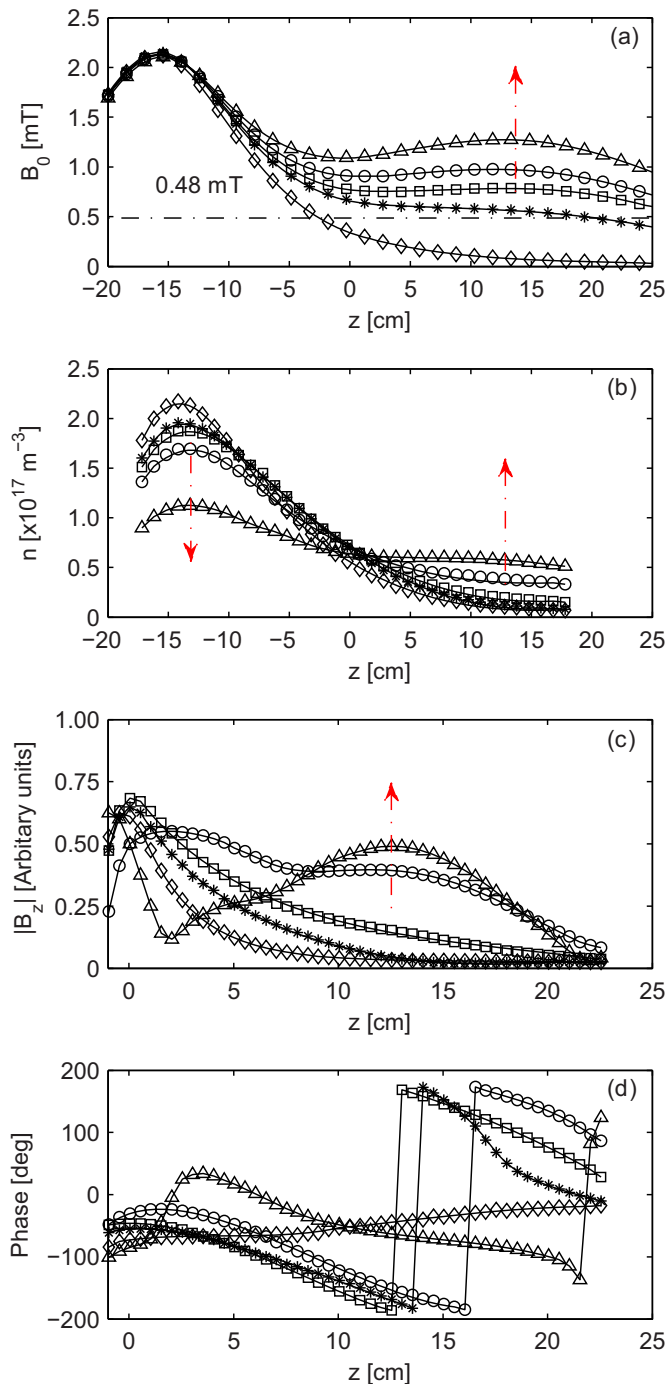 (a)
2.5
2.0
1.5
1.0
0.5
0
B0 [mT]
0.48 mT
−20 −15 −10 −5 0 5 10 15 20 25
z [cm]
(b)
2.5
2.0
1.5
1.0
0.5
0
n [x10^17 m^−3]
−20 −15 −10 −5 0 5 10 15 20 25
z [cm]
(c)
1.00
0.75
0.50
0.25
0
|Bz| [Arbitary units]
0 5 10 15 20 25
z [cm]
(d)
200
100
0
−100
−200
Phase [deg]
0 5 10 15 20 25
z [cm]